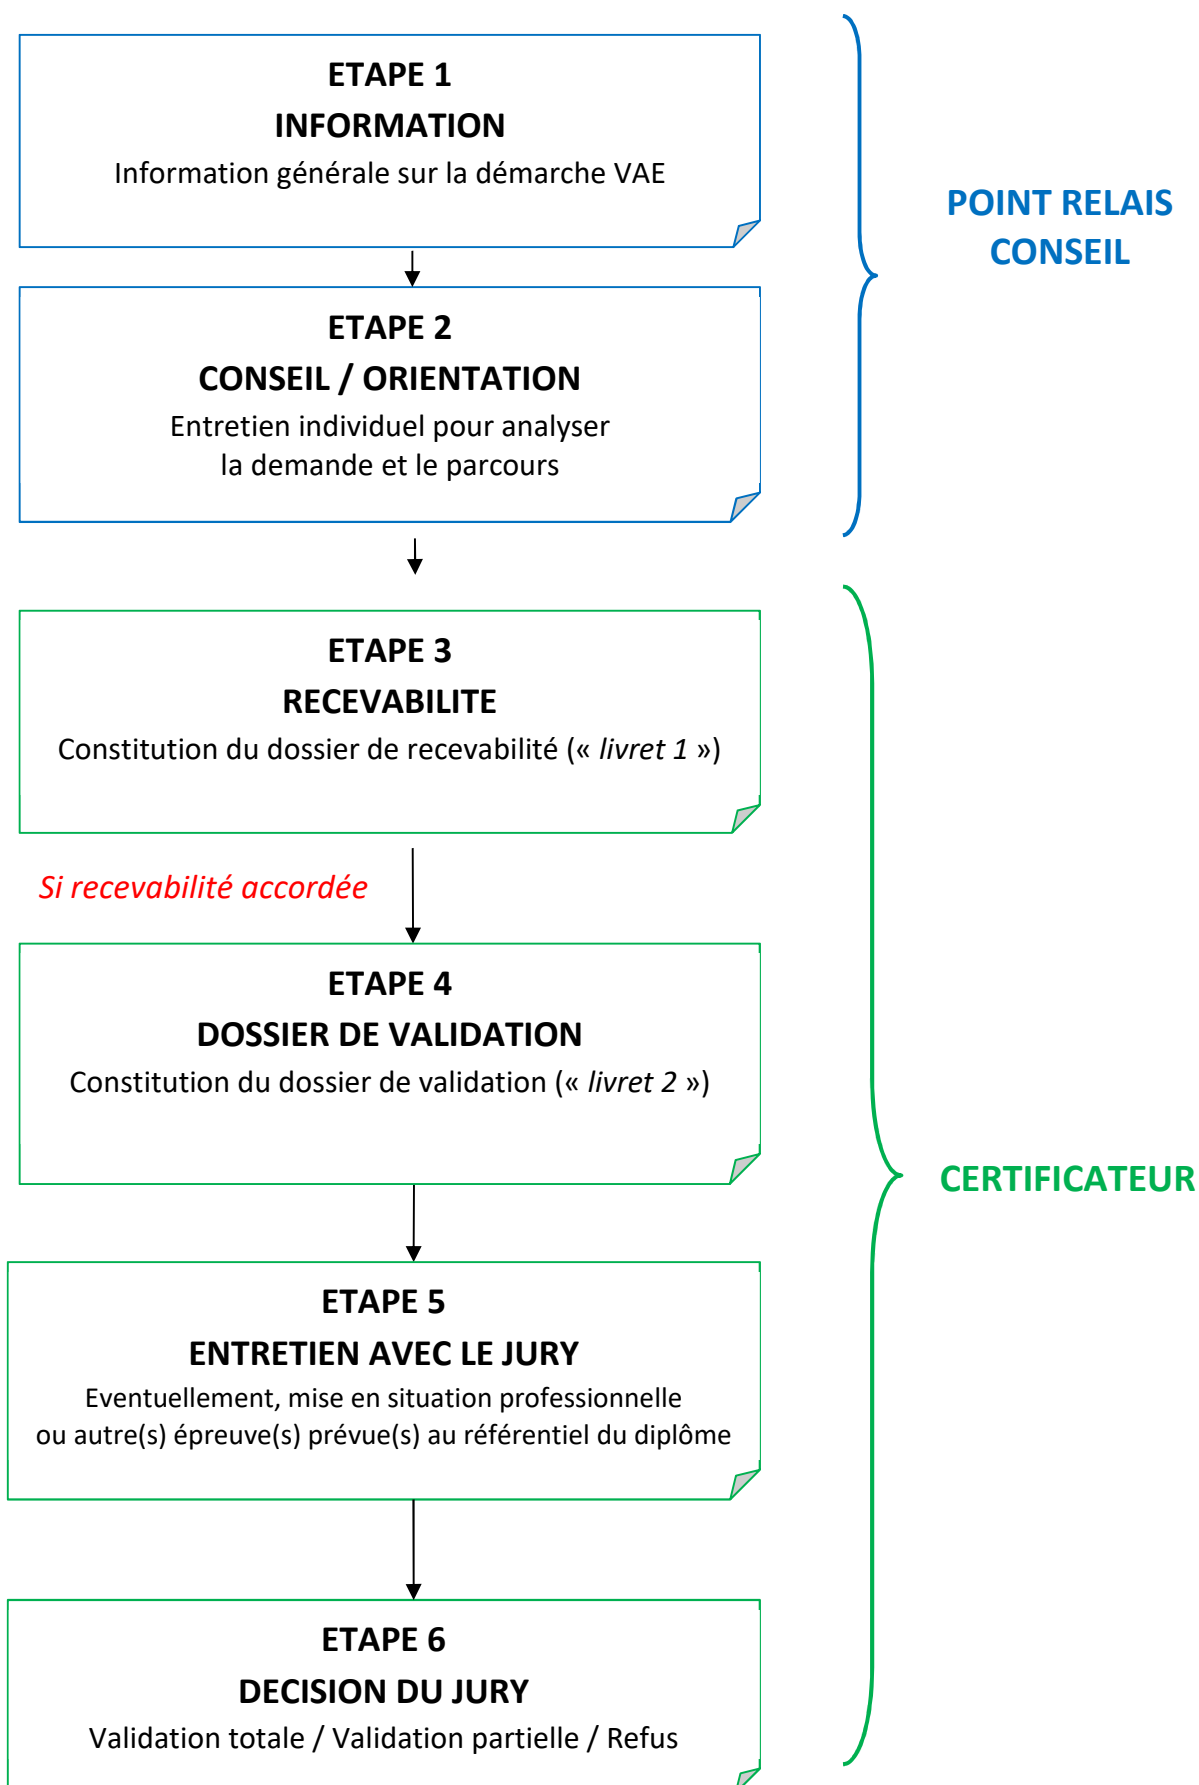 ETAPE 1
INFORMATION
Information générale sur la démarche VAE
POINT RELAIS
CONSEIL
ETAPE 2
CONSEIL / ORIENTATION
Entretien individuel pour analyser
la demande et le parcours
ETAPE 3
RECEVABILITE
Constitution du dossier de recevabilité (« livret 1 »)
Si recevabilité accordée
ETAPE 4
DOSSIER DE VALIDATION
Constitution du dossier de validation (« livret 2 »)
CERTIFICATEUR
ETAPE 5
ENTRETIEN AVEC LE JURY
Eventuellement, mise en situation professionnelle
ou autre(s) épreuve(s) prévue(s) au référentiel du diplôme
ETAPE 6
DECISION DU JURY
Validation totale / Validation partielle / Refus